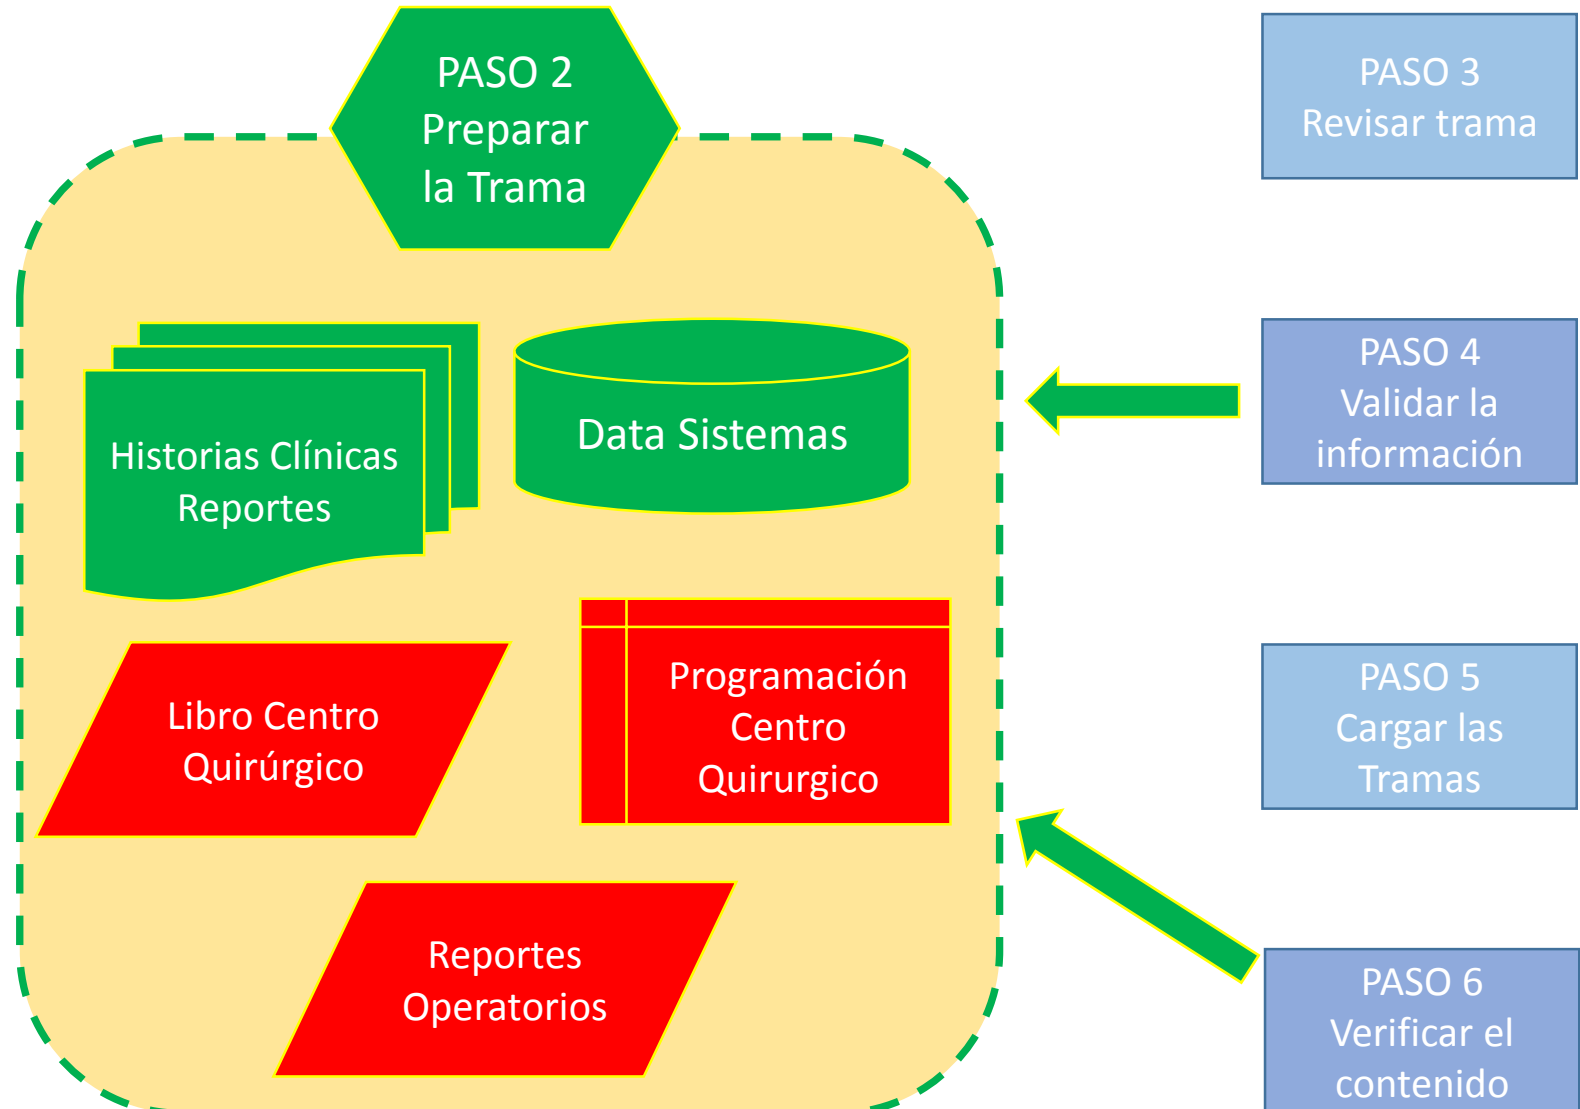 PASO 2
Preparar
la Trama
Historias Clínicas
Reportes
Data Sistemas
Libro Centro
Quirúrgico
Programación
Centro
Quirurgico
Reportes
Operatorios
PASO 3
Revisar trama
PASO 4
Validar la
información
PASO 5
Cargar las
Tramas
PASO 6
Verificar el
contenido